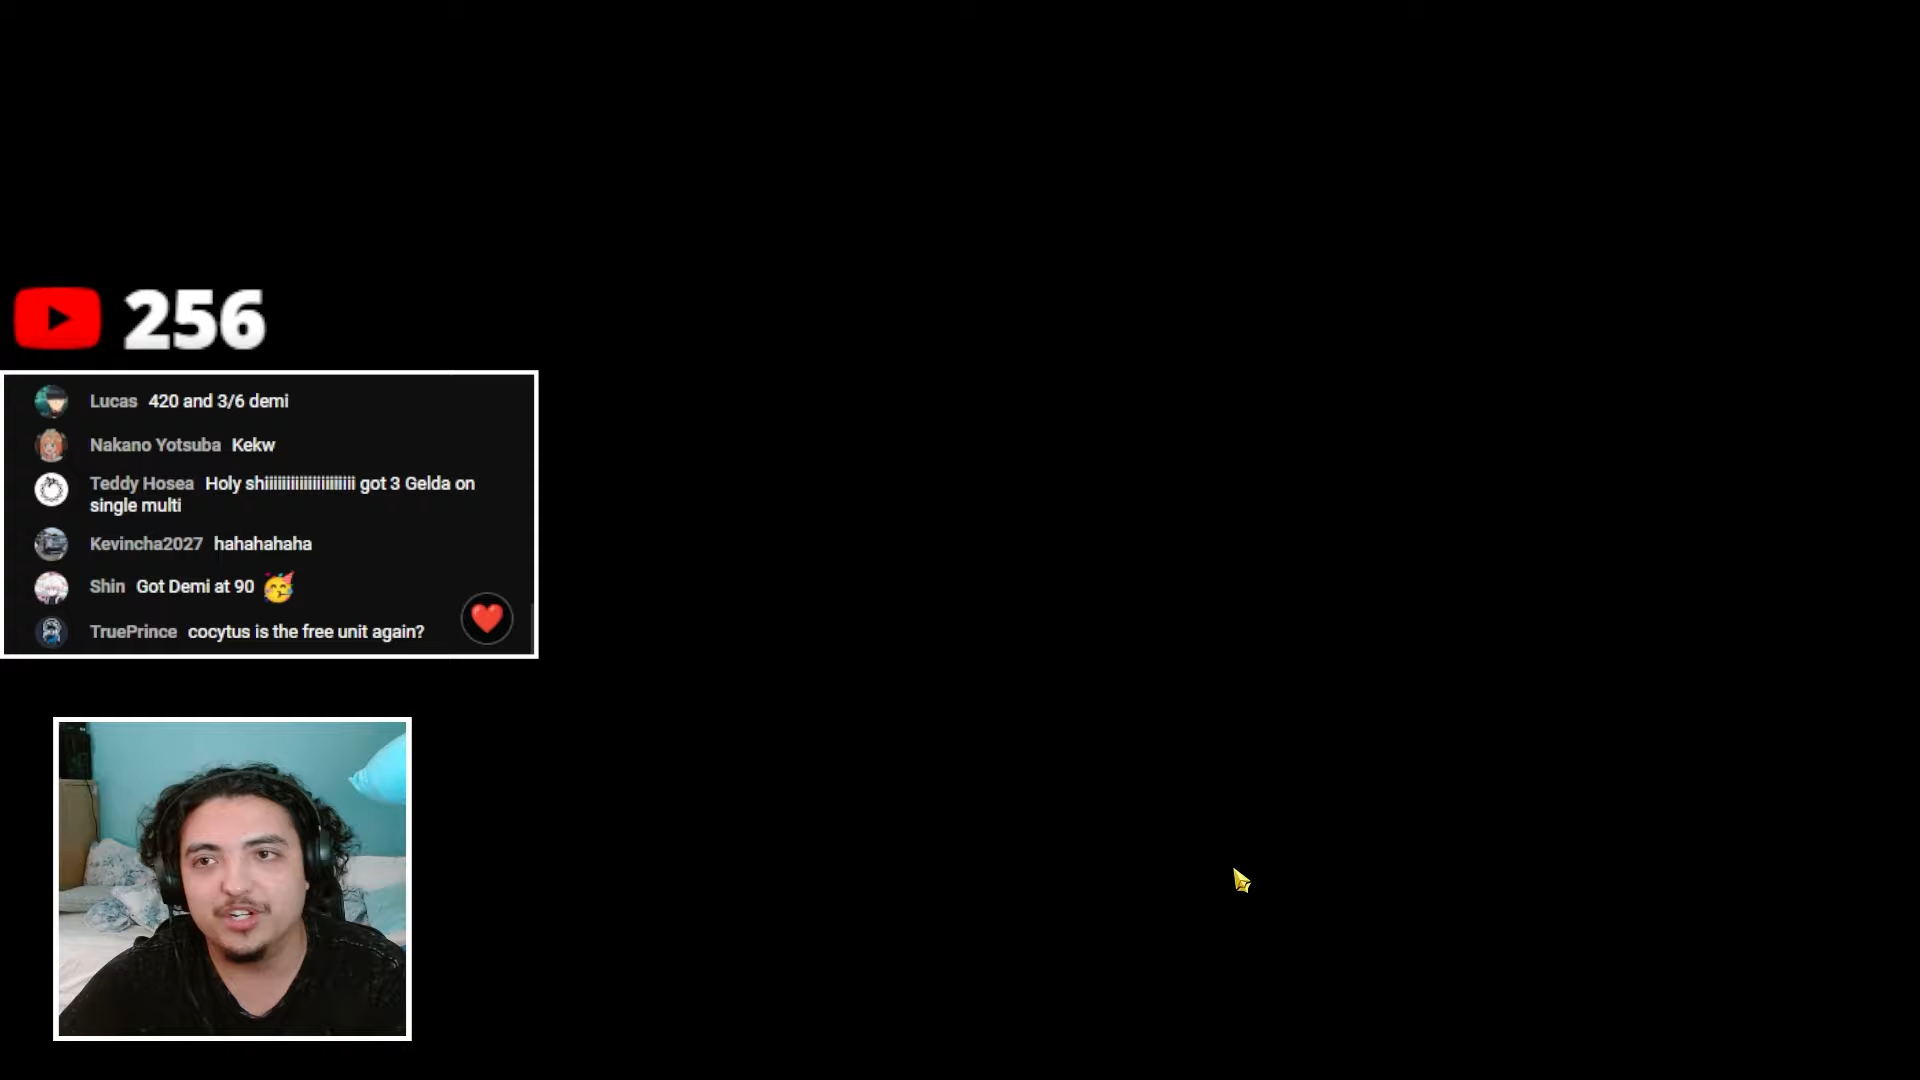 256
Lucas 420 and 3/6 demi
Nakano Yotsuba Kekw
Teddy Hosea Holy shiiiiiiiiiiiiiiiiiiiii got 3 Gelda on
single multi
Kevincha2027 hahahahaha
Shin Got Demi at 90 🥳
TruePrince cocytus is the free unit again?